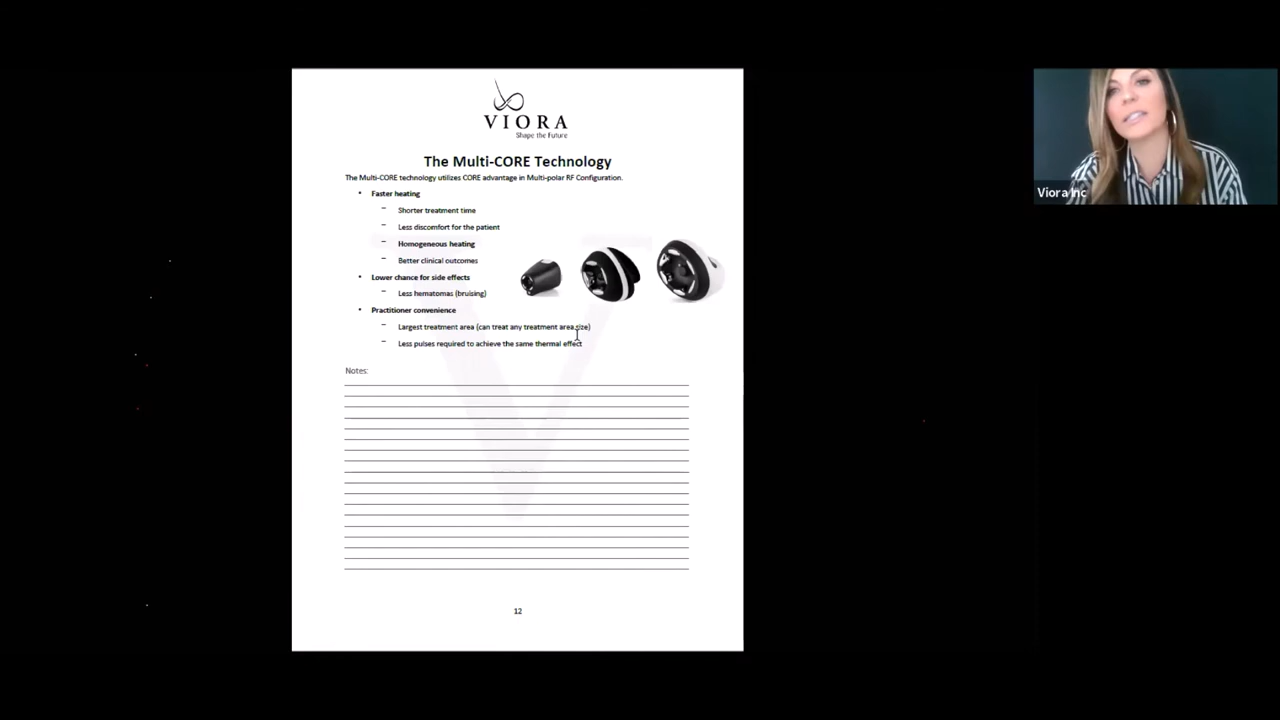 VIORA
Shape the Future
The Multi-CORE Technology
The Multi-CORE technology utilizes CORE advantage in Multi-polar RF Configuration.
• Faster heating
– Shorter treatment time
– Less discomfort for the patient
– Homogeneous heating
– Better clinical outcomes
• Lower chance for side effects
– Less hematomas (bruising)
• Practitioner convenience
– Largest treatment area (can treat any treatment area size)
– Less pulses required to achieve the same thermal effect
Notes:
12
Viora Inc